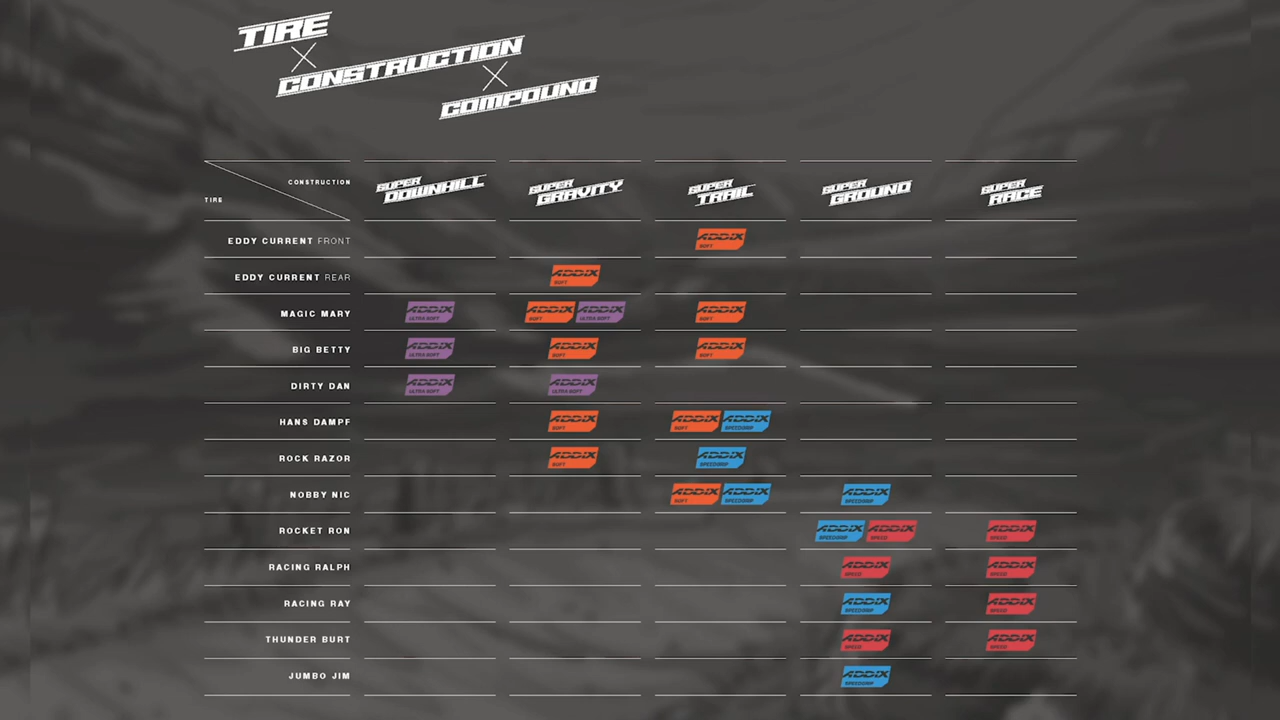 TIRE
CONSTRUCTION
COMPOUND
CONSTRUCTION
TIRE
SUPER DOWNHILL SUPER GRAVITY SUPER TRAIL SUPER GROUND SUPER RACE
EDDY CURRENT FRONT ADDIX SOFT
EDDY CURRENT REAR ADDIX SOFT
MAGIC MARY ADDIX ULTRA SOFT ADDIX SOFT ADDIX ULTRA SOFT ADDIX SOFT
BIG BETTY ADDIX ULTRA SOFT ADDIX SOFT ADDIX SOFT
DIRTY DAN ADDIX ULTRA SOFT ADDIX ULTRA SOFT
HANS DAMPF ADDIX SOFT ADDIX SOFT ADDIX SPEEDGRIP
ROCK RAZOR ADDIX SOFT ADDIX SPEEDGRIP
NOBBY NIC ADDIX SOFT ADDIX SPEEDGRIP ADDIX SPEEDGRIP
ROCKET RON ADDIX SPEEDGRIP ADDIX SPEED ADDIX SPEED
RACING RALPH ADDIX SPEED ADDIX SPEED
RACING RAY ADDIX SPEEDGRIP ADDIX SPEED
THUNDER BURT ADDIX SPEED ADDIX SPEED
JUMBO JIM ADDIX SPEEDGRIP